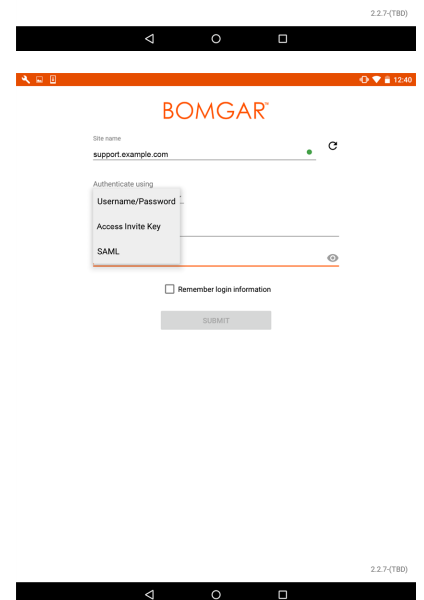 2.2.7-(TBD)
12:40
BOMGAR
Site name
support.example.com
Authenticate using
Username/Password
Access Invite Key
SAML
Remember login information
SUBMIT
2.2.7-(TBD)